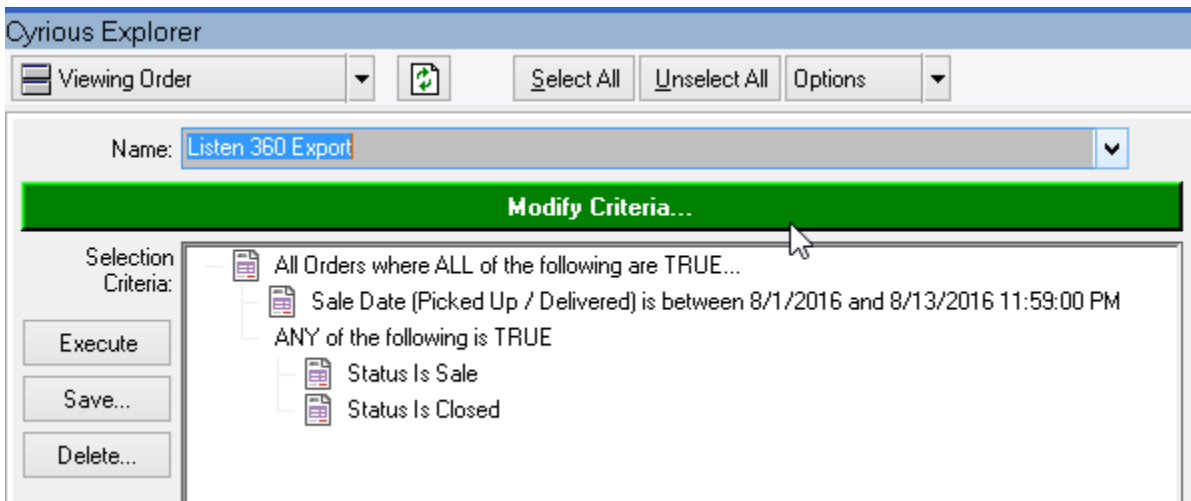 Cyrious Explorer
Viewing Order Select All Unselect All Options
Name: Listen 360 Export
Modify Criteria...
Selection
Criteria:
All Orders where ALL of the following are TRUE...
Sale Date (Picked Up / Delivered) is between 8/1/2016 and 8/13/2016 11:59:00 PM
ANY of the following is TRUE
Status Is Sale
Status Is Closed
Execute
Save...
Delete...